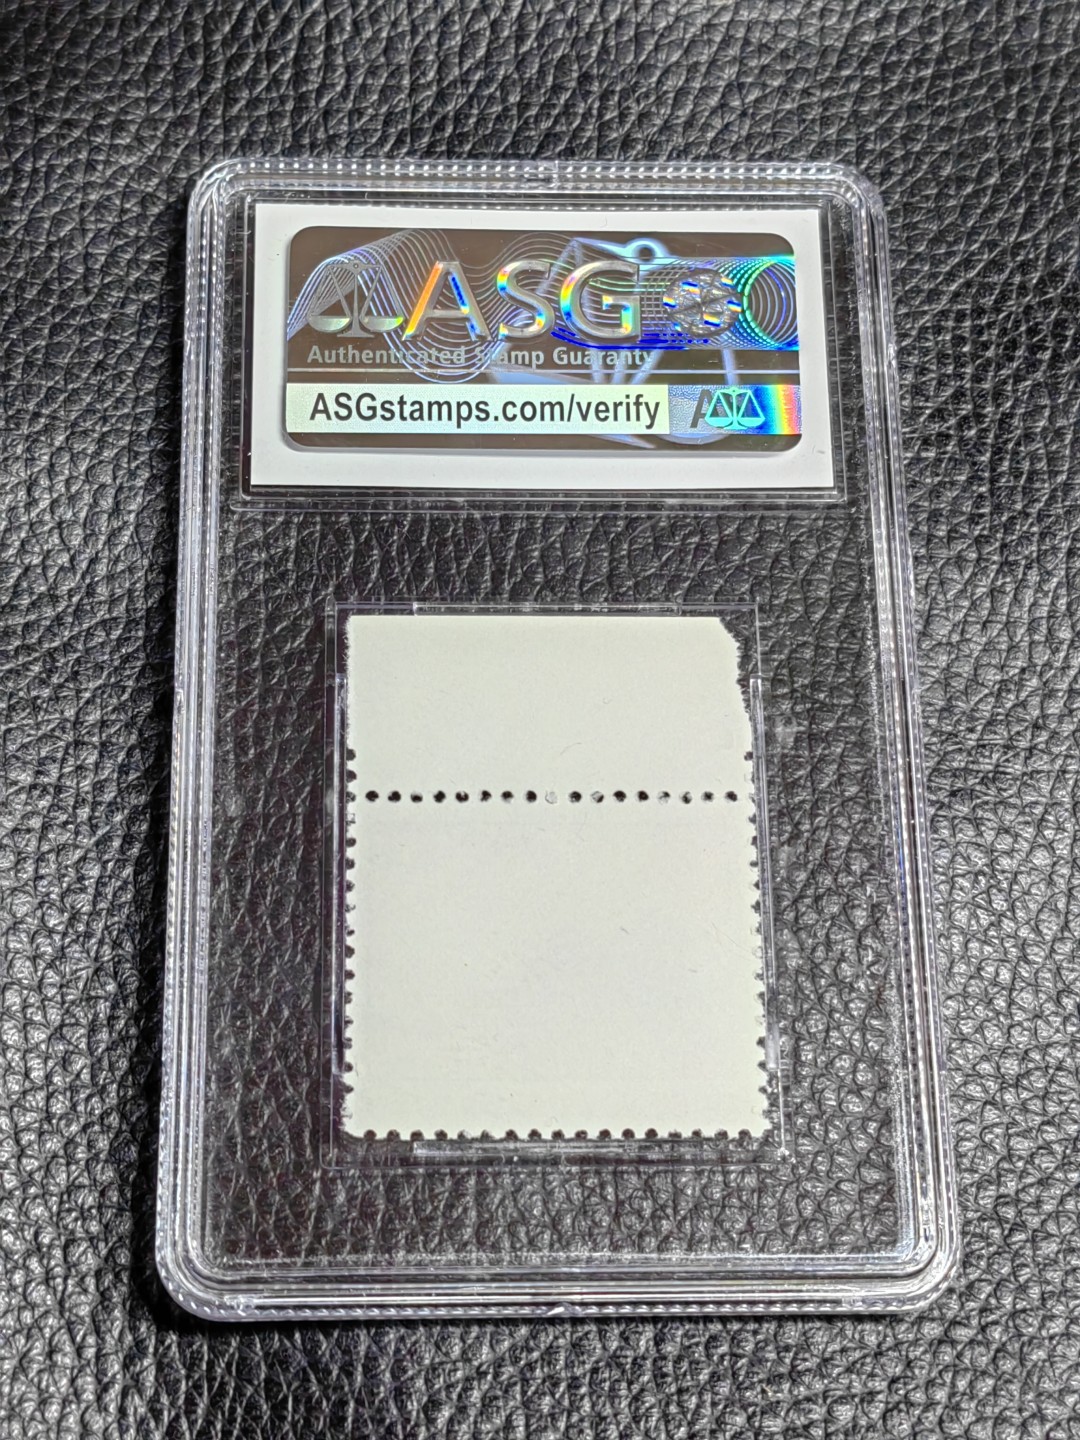 ASG
Authenticated Stamp Guaranty
ASGstamps.com/verify